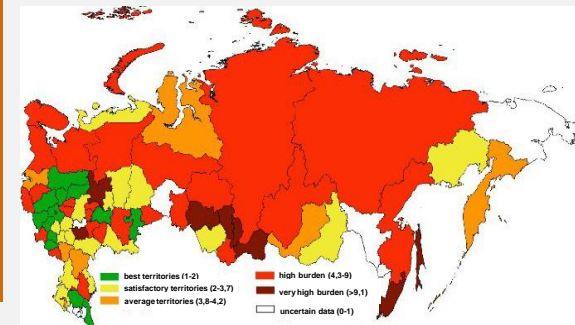 best territories (1-2)
satisfactory territories (2-3,7)
average territories (3,8-4,2)
high burden (4,3-9)
very high burden (>9,1)
uncertain data (0-1)